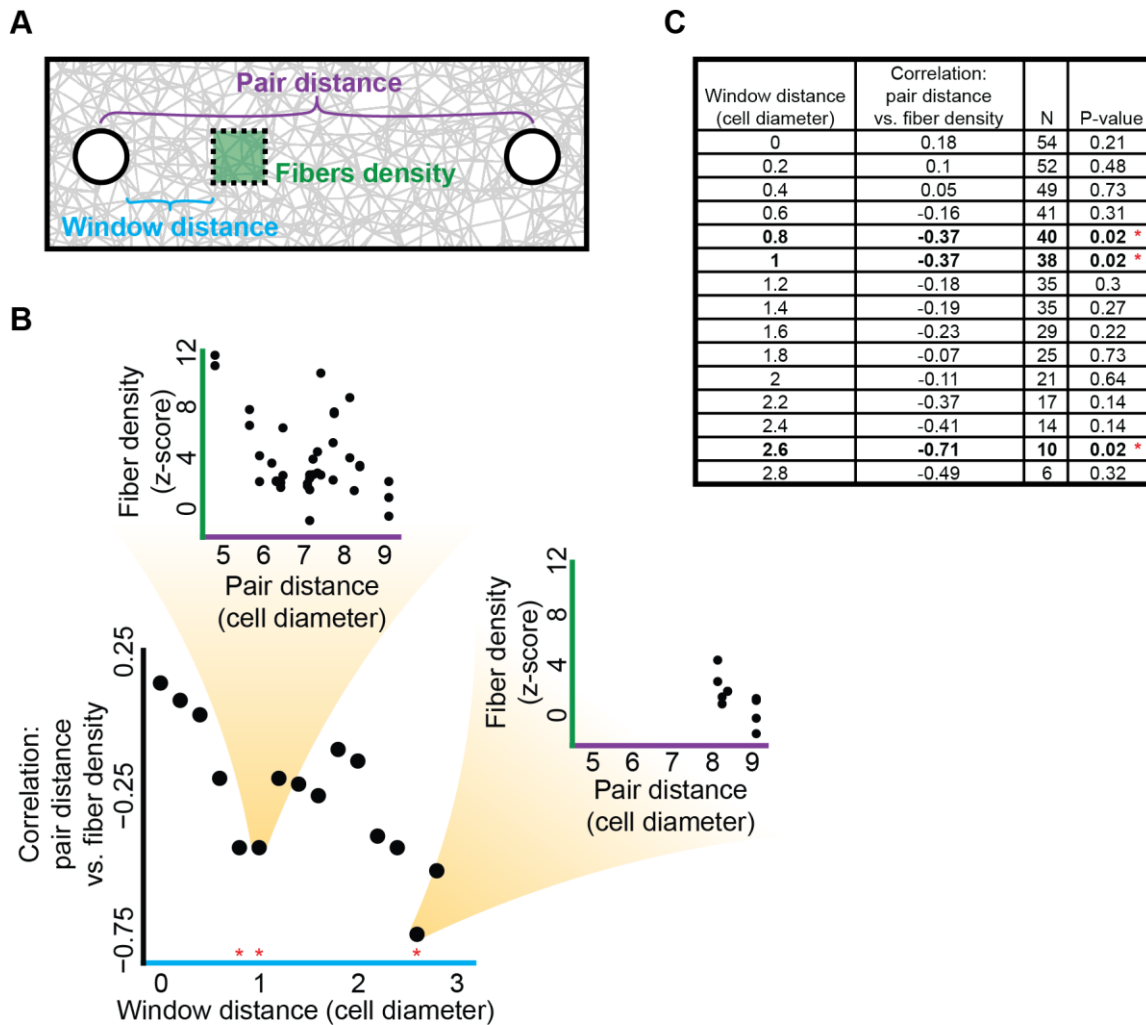 A
Pair distance
Fibers density
Window distance
B
12
8
4
0
Fiber density
(z-score)
5 6 7 8 9
Pair distance
(cell diameter)
12
8
4
0
Fiber density
(z-score)
5 6 7 8 9
Pair distance
(cell diameter)
0.25
−0.25
−0.75
Correlation:
pair distance
vs. fiber density
* * *
0 1 2 3
Window distance (cell diameter)
C
Window distance
(cell diameter)
Correlation:
pair distance
vs. fiber density
N
P-value
0 0.18 54 0.21
0.2 0.1 52 0.48
0.4 0.05 49 0.73
0.6 -0.16 41 0.31
0.8 -0.37 40 0.02 *
1 -0.37 38 0.02 *
1.2 -0.18 35 0.3
1.4 -0.19 35 0.27
1.6 -0.23 29 0.22
1.8 -0.07 25 0.73
2 -0.11 21 0.64
2.2 -0.37 17 0.14
2.4 -0.41 14 0.14
2.6 -0.71 10 0.02 *
2.8 -0.49 6 0.32